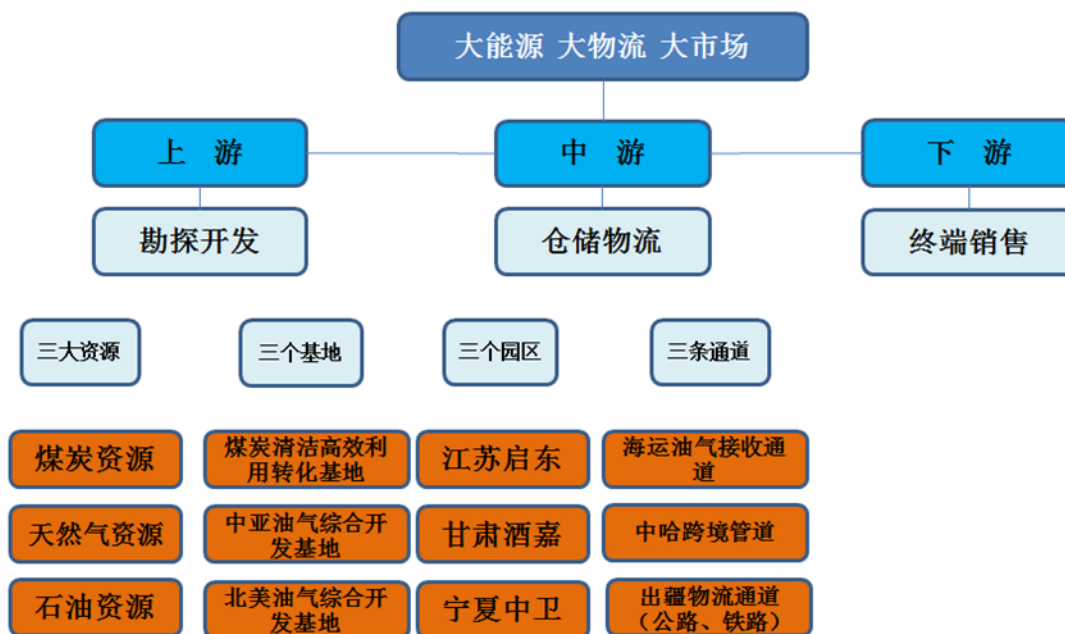 大能源 大物流 大市场
上 游
中 游
下 游
勘探开发
仓储物流
终端销售
三大资源
三个基地
三个园区
三条通道
煤炭资源
煤炭清洁高效利
用转化基地
江苏启东
海运油气接收通
道
天然气资源
中亚油气综合开
发基地
甘肃酒嘉
中哈跨境管道
石油资源
北美油气综合开
发基地
宁夏中卫
出疆物流通道
（公路、铁路）